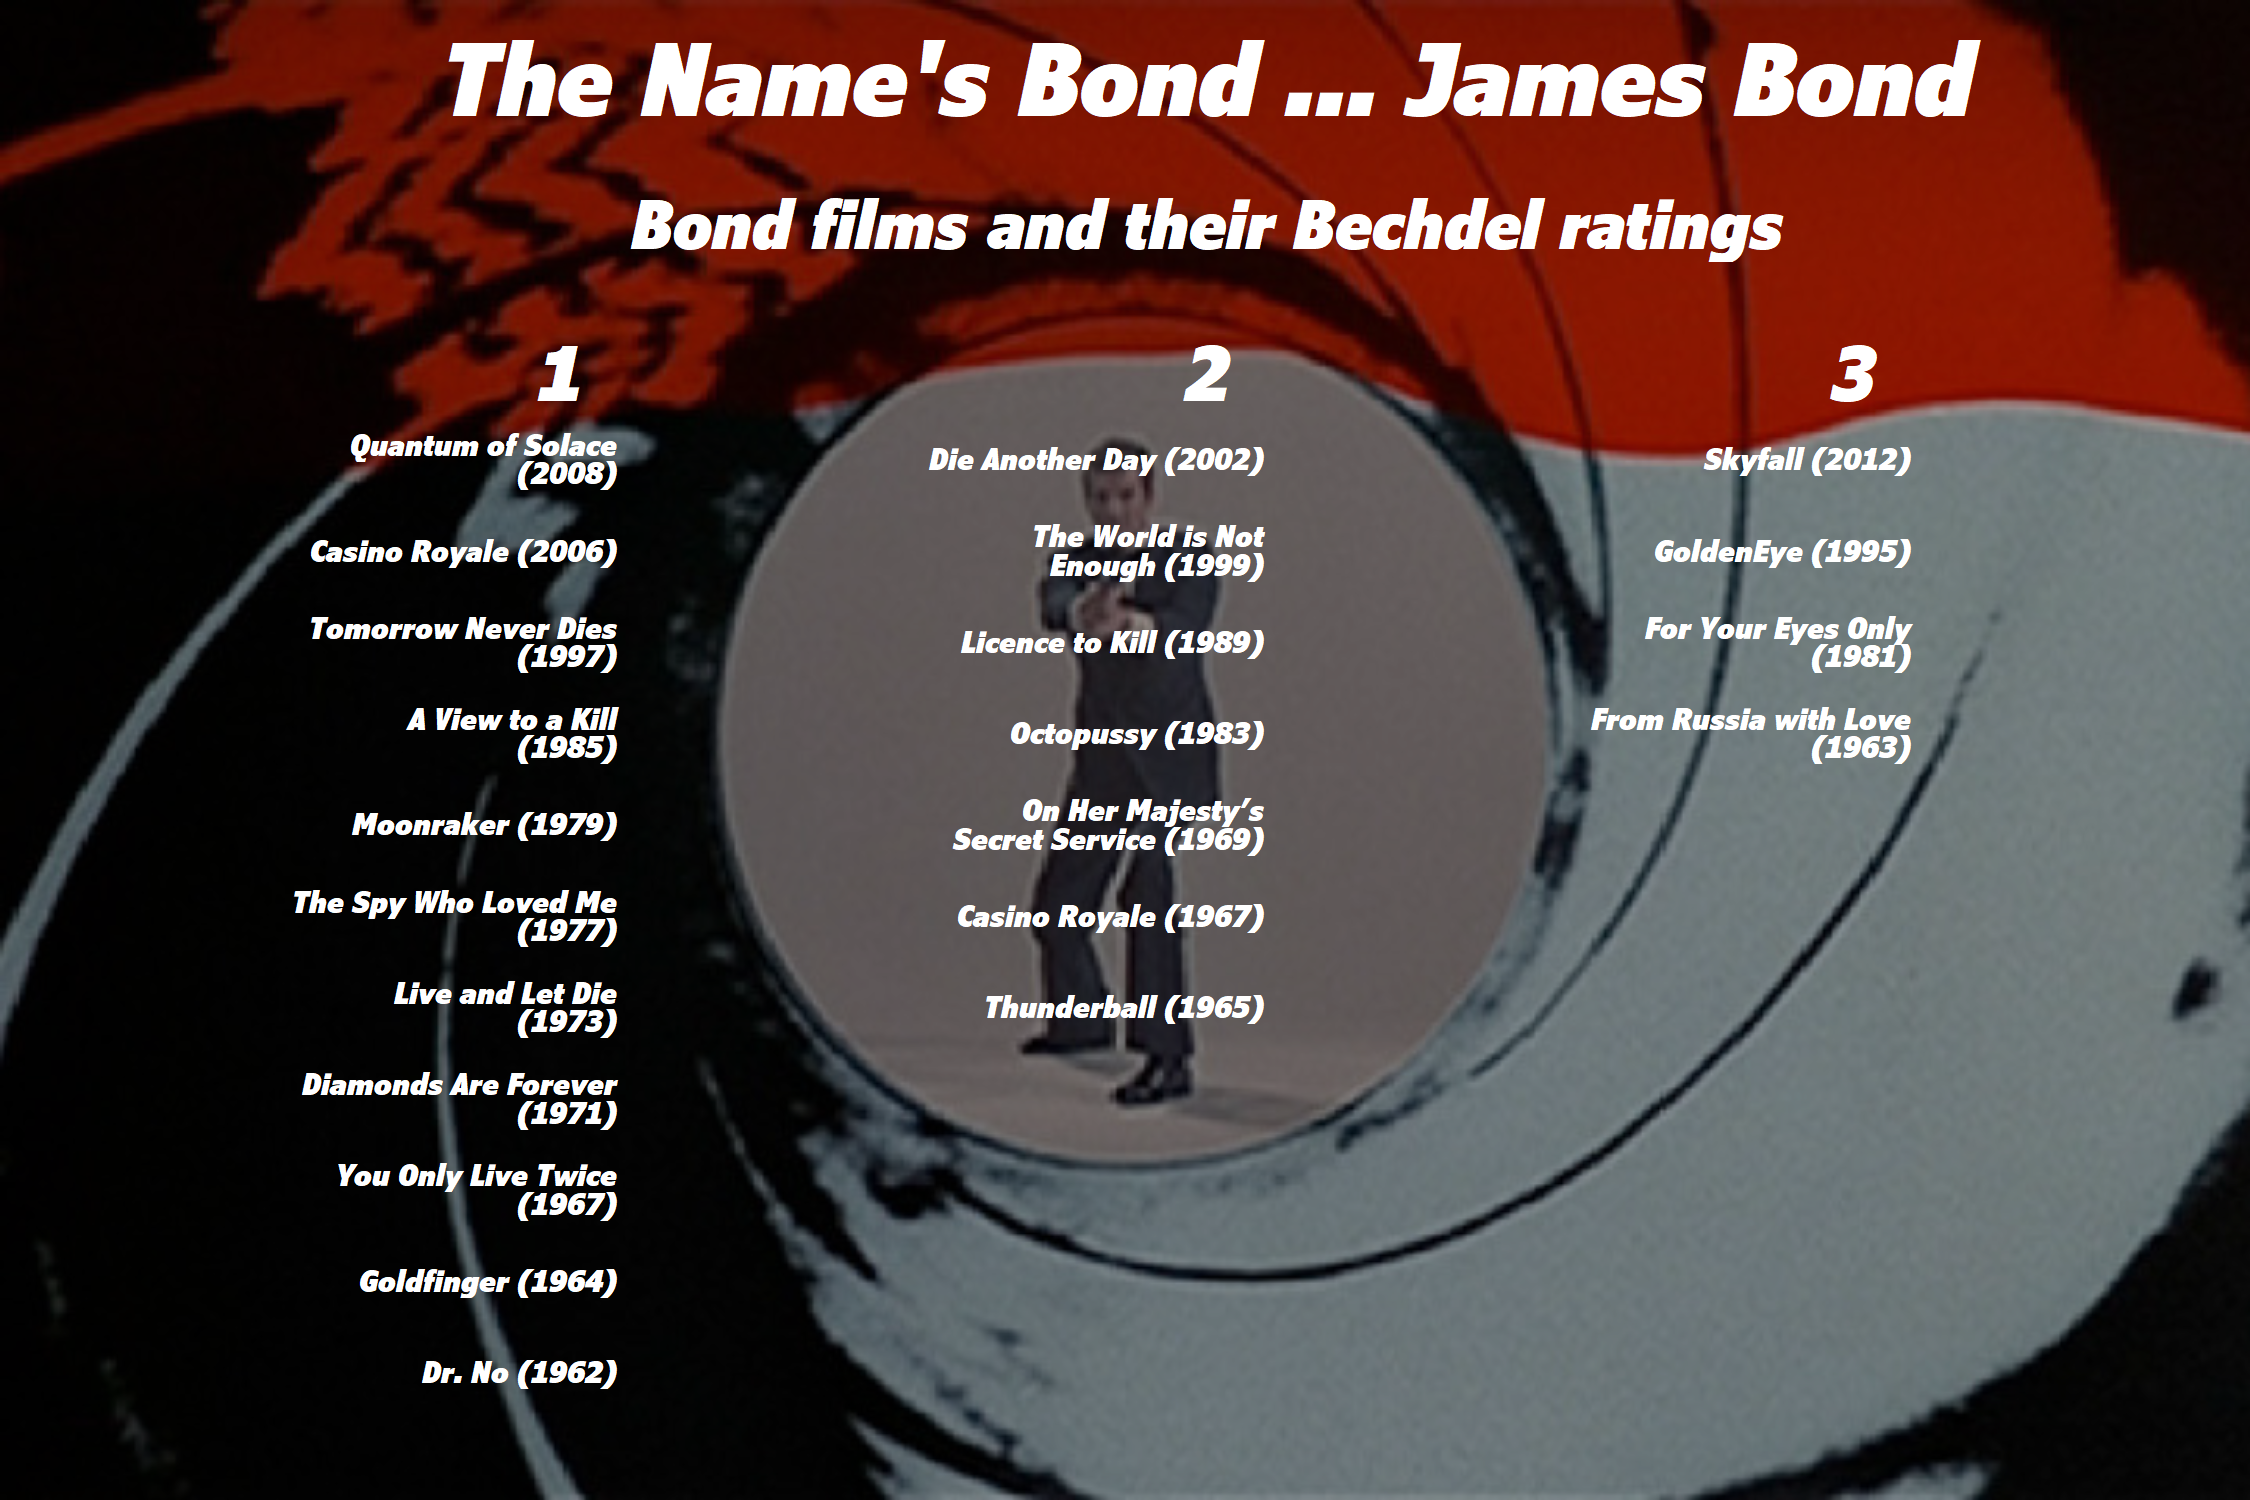 The Name's Bond ... James Bond
Bond films and their Bechdel ratings
1
Quantum of Solace
(2008)
Casino Royale (2006)
Tomorrow Never Dies
(1997)
A View to a Kill
(1985)
Moonraker (1979)
The Spy Who Loved Me
(1977)
Live and Let Die
(1973)
Diamonds Are Forever
(1971)
You Only Live Twice
(1967)
Goldfinger (1964)
Dr. No (1962)
2
Die Another Day (2002)
The World is Not
Enough (1999)
Licence to Kill (1989)
Octopussy (1983)
On Her Majesty’s
Secret Service (1969)
Casino Royale (1967)
Thunderball (1965)
3
Skyfall (2012)
GoldenEye (1995)
For Your Eyes Only
(1981)
From Russia with Love
(1963)